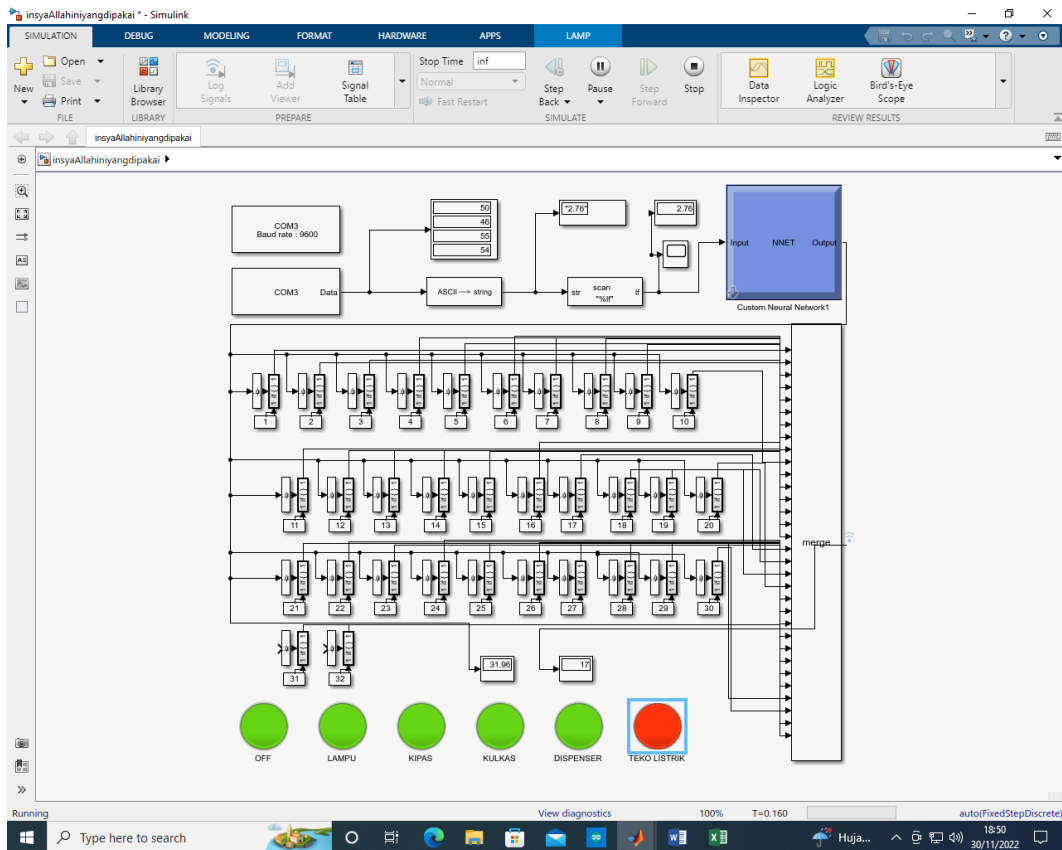 insyaAllahiniyangdipakai * - Simulink
SIMULATION DEBUG MODELING FORMAT HARDWARE APPS LAMP
New
Open
Save
Print
FILE
Library Browser
LIBRARY
Log Signals
Add Viewer
Signal Table
PREPARE
Stop Time inf
Normal
Fast Restart
Step Back
Pause
Step Forward
Stop
SIMULATE
Data Inspector
Logic Analyzer
Bird's-Eye Scope
REVIEW RESULTS
insyaAllahiniyangdipakai
insyaAllahiniyangdipakai
COM3
Baud rate : 9600
COM3 Data
50
46
55
54
ASCII → string
"2.76"
str scan "%lf" lf
2.76
Input NNET Output
Custom Neural Network1
1 2 3 4 5 6 7 8 9 10
11 12 13 14 15 16 17 18 19 20
merge
21 22 23 24 25 26 27 28 29 30
31 32
31.96
17
OFF LAMPU KIPAS KULKAS DISPENSER TEKO LISTRIK
Running View diagnostics 100% T=0.160 auto(FixedStepDiscrete)
Type here to search
Huja...
18:50
30/11/2022